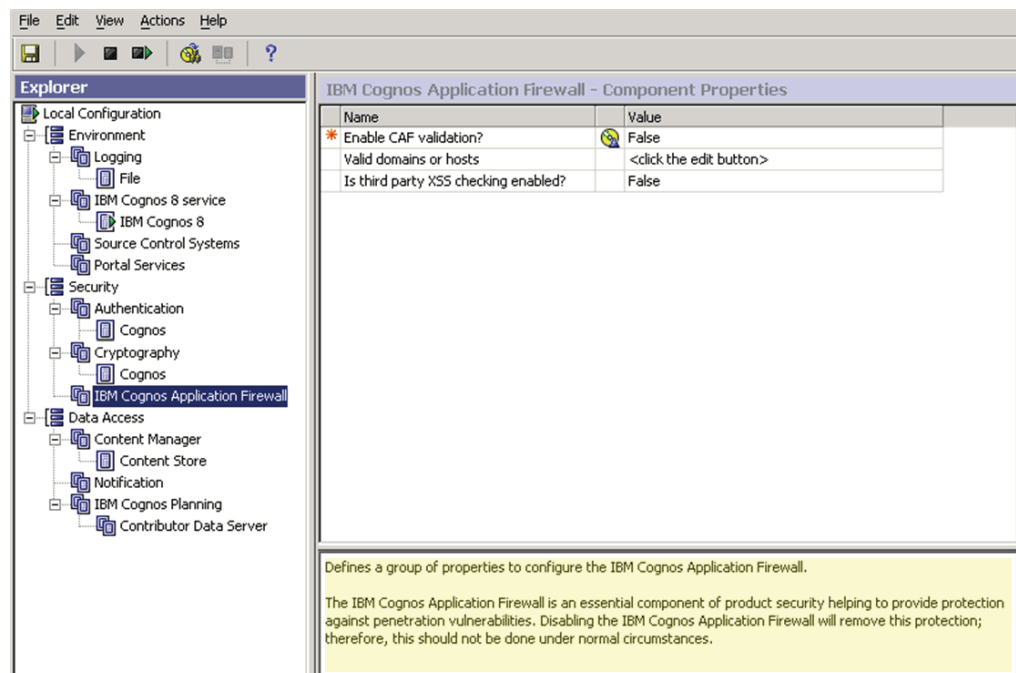 File Edit View Actions Help
?
Explorer
Local Configuration
Environment
Logging
File
IBM Cognos 8 service
IBM Cognos 8
Source Control Systems
Portal Services
Security
Authentication
Cognos
Cryptography
Cognos
IBM Cognos Application Firewall
Data Access
Content Manager
Content Store
Notification
IBM Cognos Planning
Contributor Data Server
IBM Cognos Application Firewall - Component Properties
Name Value
* Enable CAF validation? False
Valid domains or hosts <click the edit button>
Is third party XSS checking enabled? False
Defines a group of properties to configure the IBM Cognos Application Firewall.
The IBM Cognos Application Firewall is an essential component of product security helping to provide protection
against penetration vulnerabilities. Disabling the IBM Cognos Application Firewall will remove this protection;
therefore, this should not be done under normal circumstances.